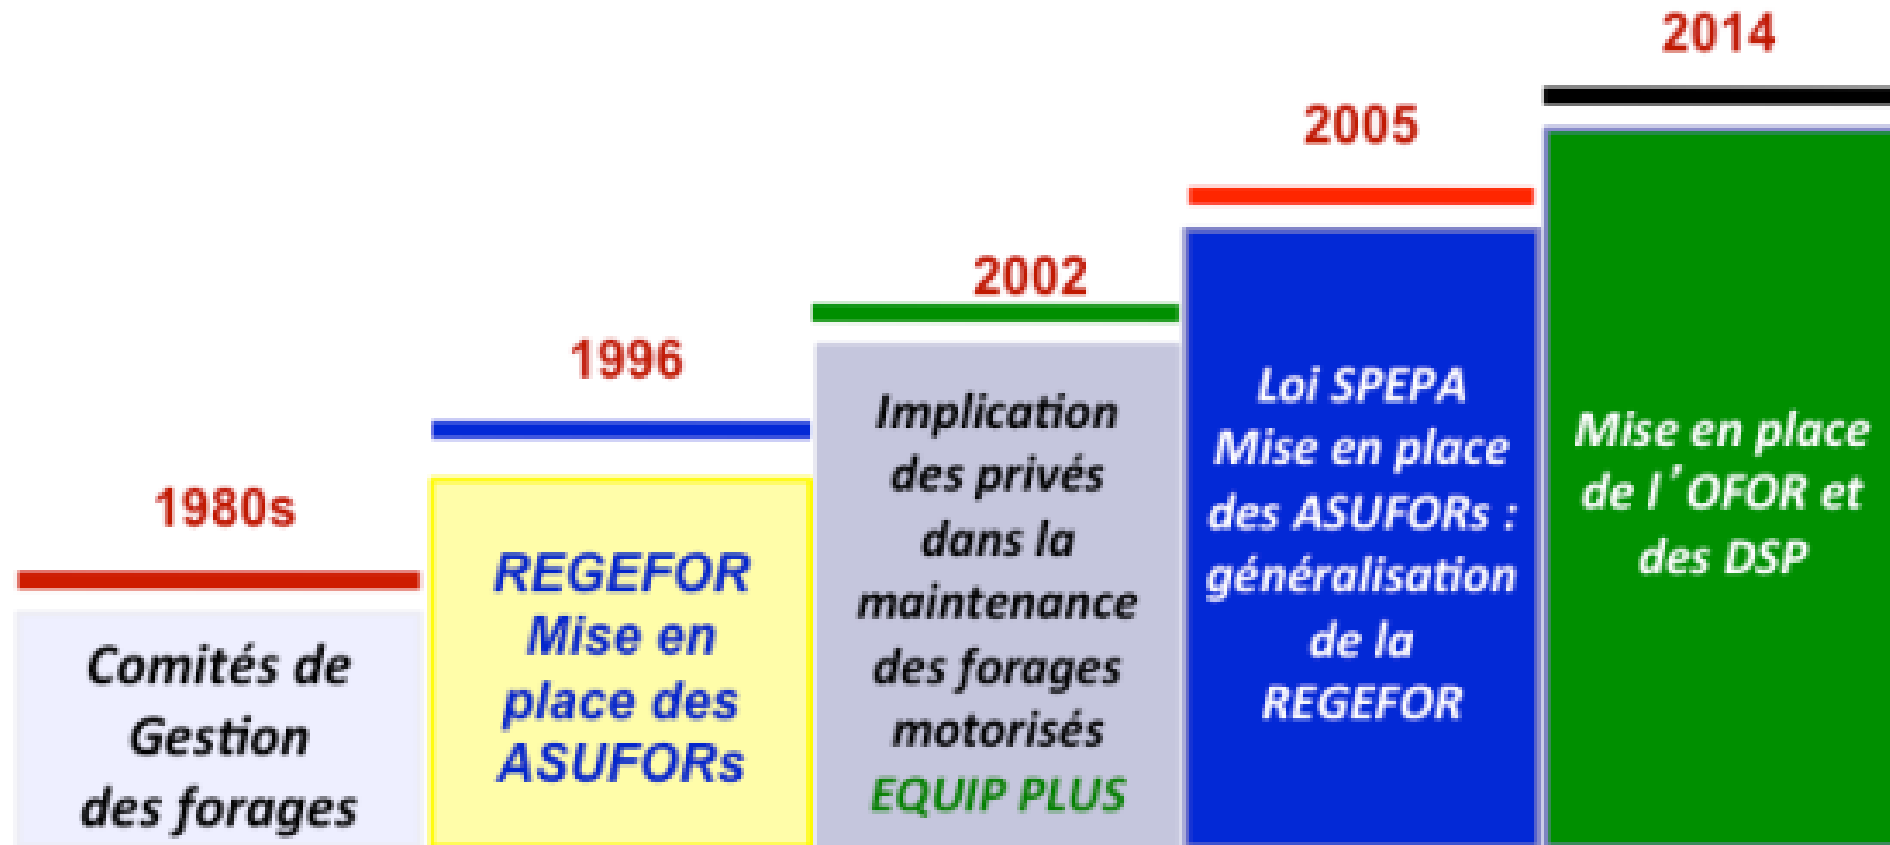 1980s
Comités de
Gestion
des forages
1996
REGEFOR
Mise en
place des
ASUFORs
2002
Implication
des privés
dans la
maintenance
des forages
motorisés
EQUIP PLUS
2005
Loi SPEPA
Mise en place
des ASUFORs :
généralisation
de la
REGEFOR
2014
Mise en place
de l’OFOR et
des DSP